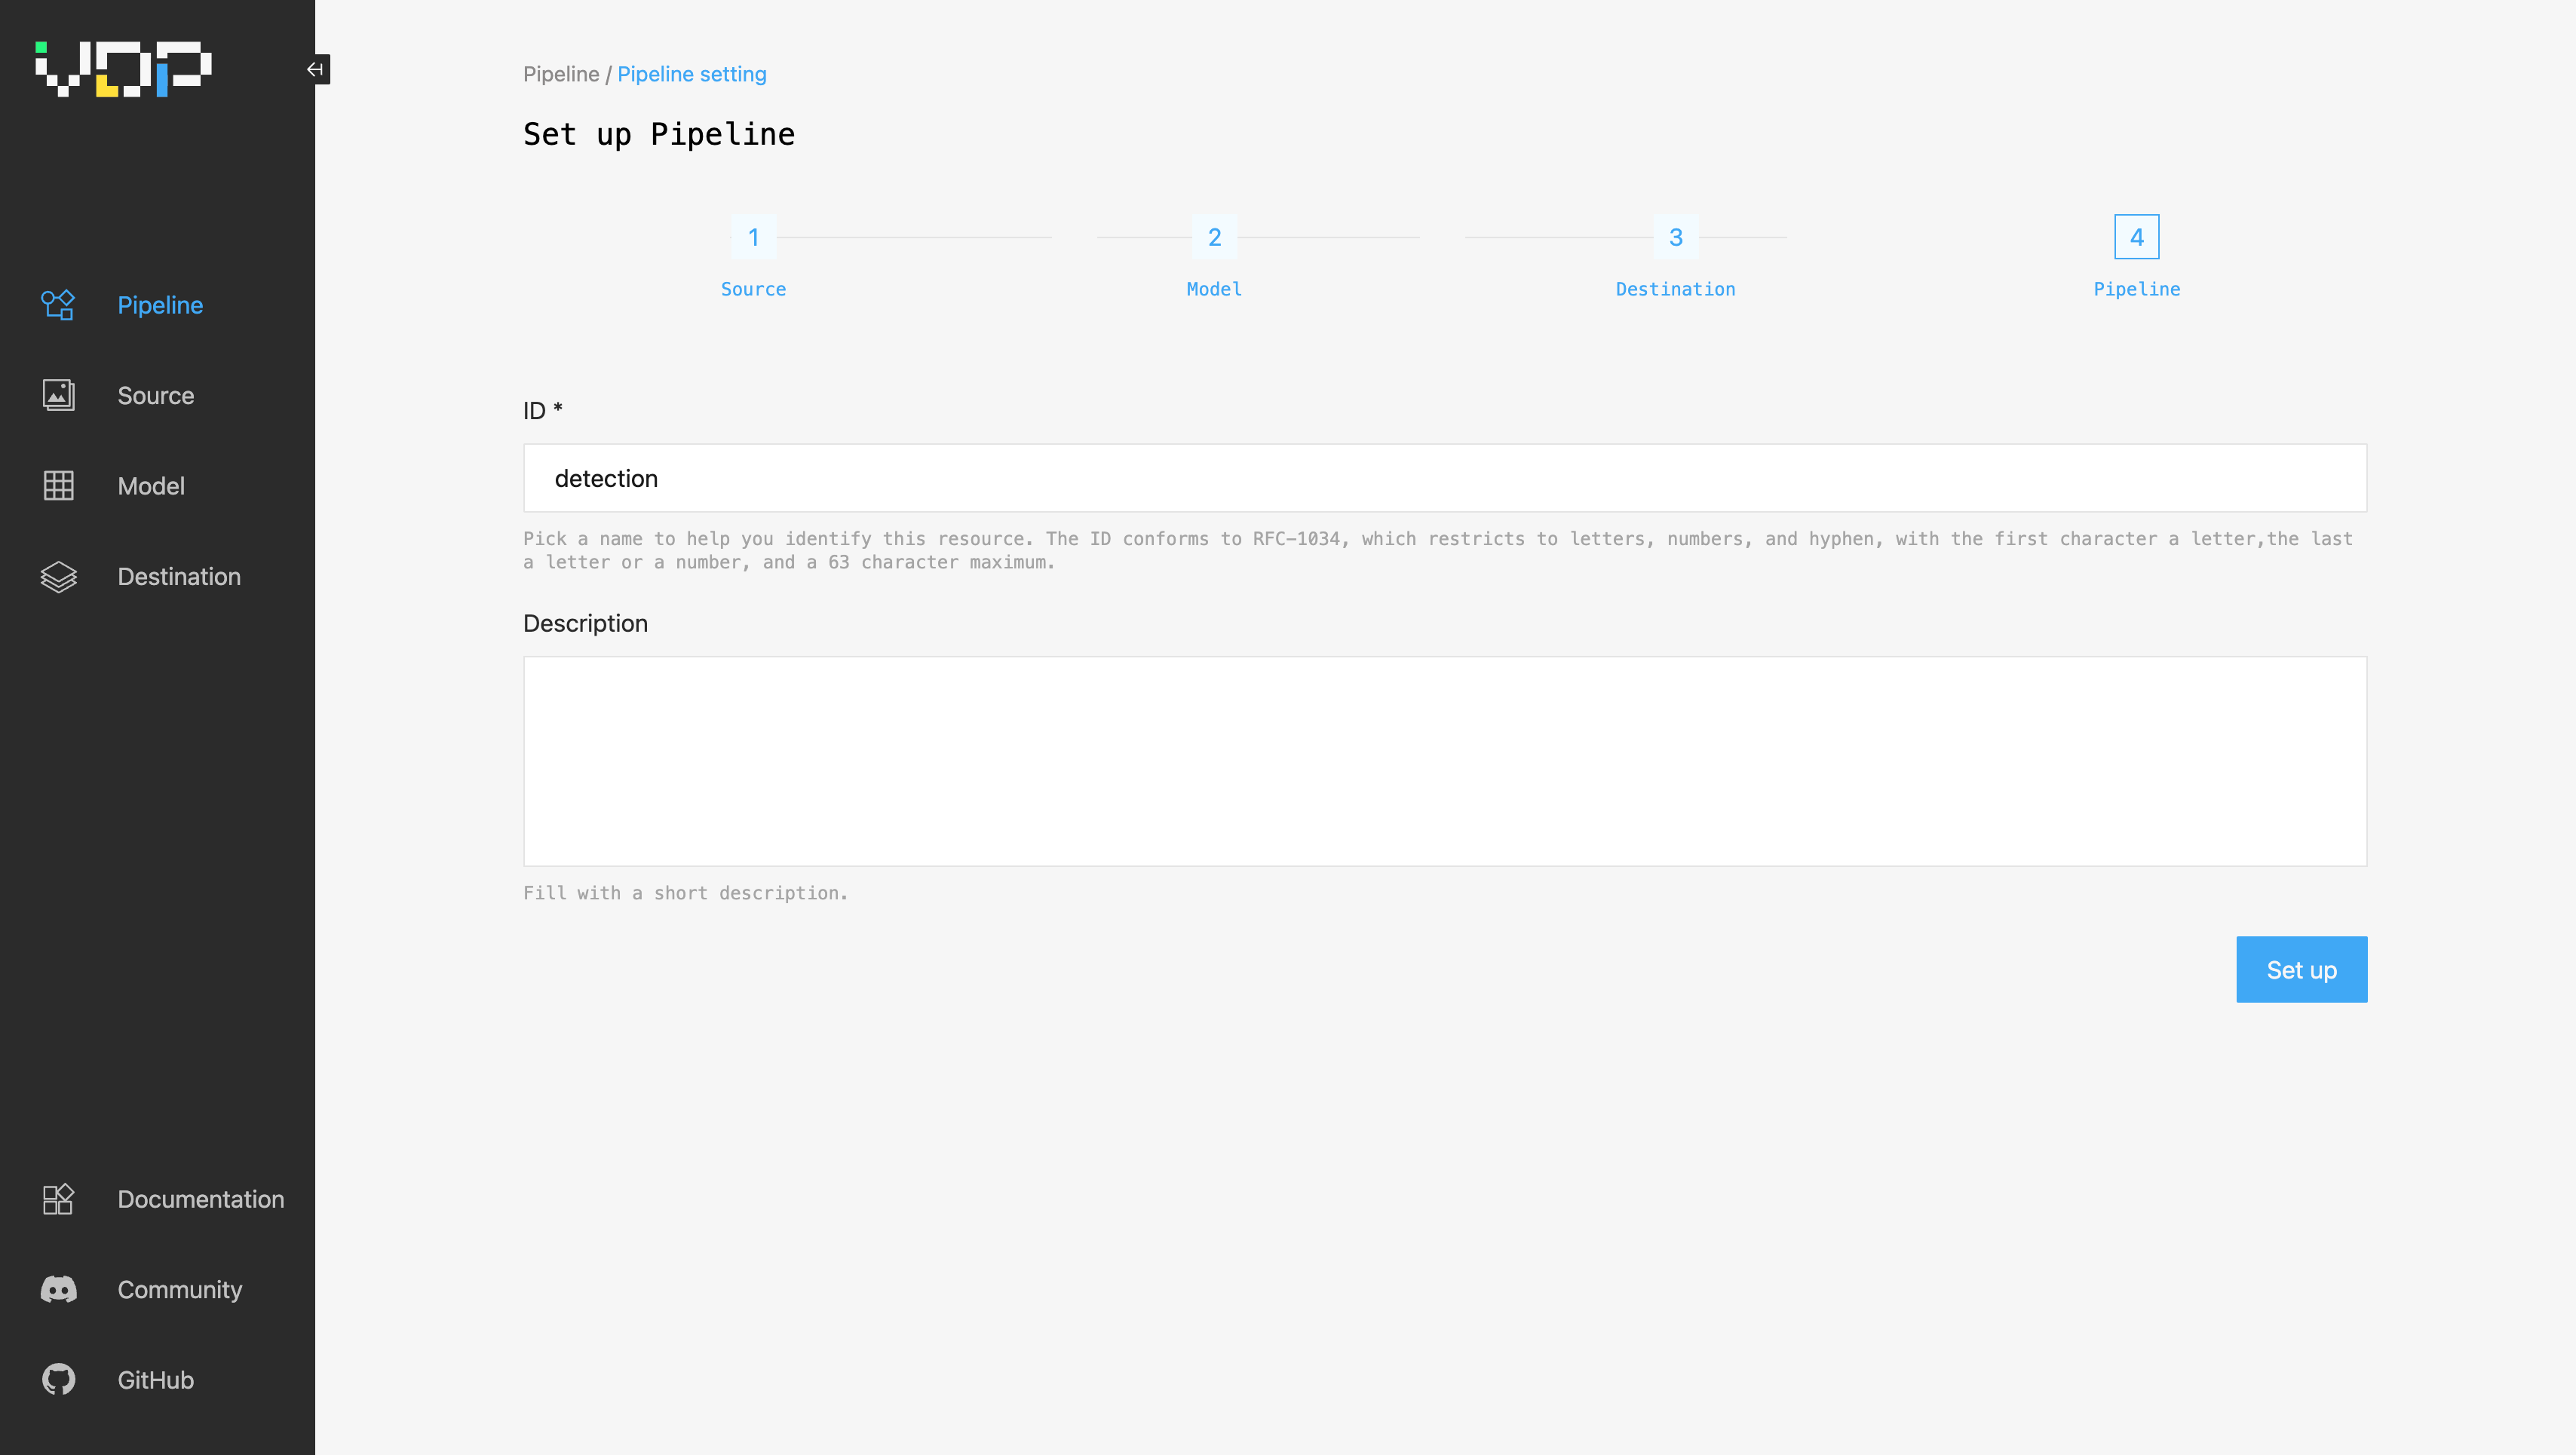 VDP
Pipeline
Source
Model
Destination
Documentation
Community
GitHub
Pipeline / Pipeline setting
Set up Pipeline
1 2 3 4
Source Model Destination Pipeline
ID *
detection
Pick a name to help you identify this resource. The ID conforms to RFC-1034, which restricts to letters, numbers, and hyphen, with the first character a letter,the last
a letter or a number, and a 63 character maximum.
Description
Fill with a short description.
Set up